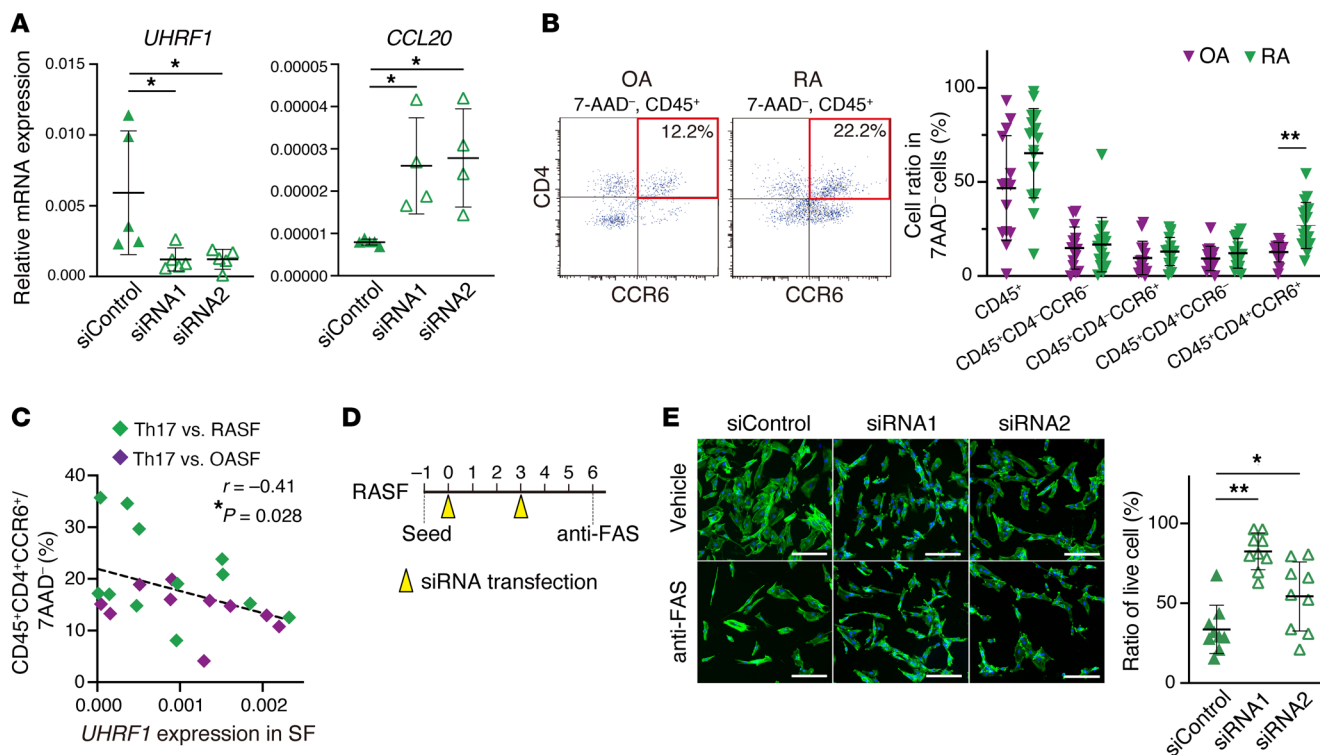 A
UHRF1
CCL20
Relative mRNA expression
0.015
0.010
0.005
0.000
siControl
siRNA1
siRNA2
*
*
0.00005
0.00004
0.00003
0.00002
0.00001
0.00000
siControl
siRNA1
siRNA2
*
*
B
OA
7-AAD⁻, CD45⁺
12.2%
RA
7-AAD⁻, CD45⁺
22.2%
CD4
CCR6
CCR6
OA
RA
Cell ratio in
7AAD⁻ cells (%)
100
50
0
**
CD45⁺
CD45⁺CD4⁻CCR6⁻
CD45⁺CD4⁻CCR6⁺
CD45⁺CD4⁺CCR6⁻
CD45⁺CD4⁺CCR6⁺
C
Th17 vs. RASF
Th17 vs. OASF
CD45⁺CD4⁺CCR6⁺/
7AAD⁻ (%)
40
30
20
10
0
r = −0.41
*
P = 0.028
0.000
0.001
0.002
UHRF1 expression in SF
D
−1 0 1 2 3 4 5 6
RASF
Seed
anti-FAS
siRNA transfection
E
siControl
siRNA1
siRNA2
Vehicle
anti-FAS
Ratio of live cell (%)
100
50
0
*
**
siControl
siRNA1
siRNA2